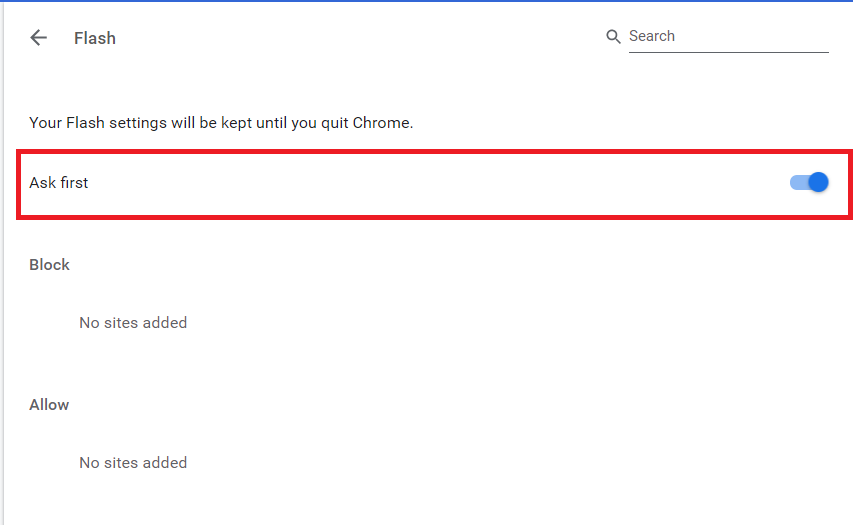 Flash
Search
Your Flash settings will be kept until you quit Chrome.
Ask first
Block
No sites added
Allow
No sites added